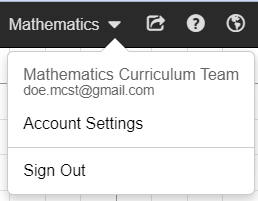 Mathematics
Mathematics Curriculum Team
doe.mcst@gmail.com
Account Settings
Sign Out